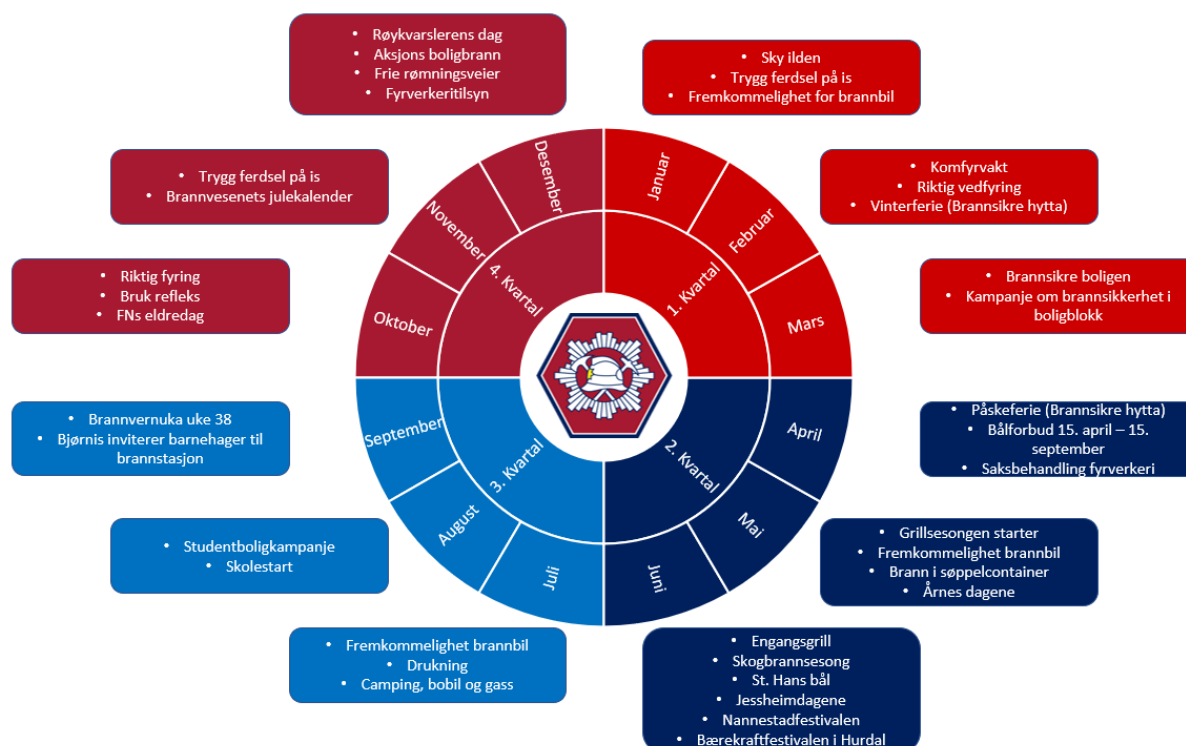 • Røykvarslerens dag
• Aksjons boligbrann
• Frie rømningsveier
• Fyrverkeritilsyn
• Sky ilden
• Trygg ferdsel på is
• Fremkommelighet for brannbil
• Trygg ferdsel på is
• Brannvesenets julekalender
• Komfyrvakt
• Riktig vedfyring
• Vinterferie (Brannsikre hytta)
• Riktig fyring
• Bruk refleks
• FNs eldredag
• Brannsikre boligen
• Kampanje om brannsikkerhet i
boligblokk
Desember
Januar
November
Februar
Oktober
Mars
4. Kvartal
1. Kvartal
September
April
3. Kvartal
2. Kvartal
August
Mai
Juli
Juni
• Brannvernuka uke 38
• Bjørnis inviterer barnehager til
brannstasjon
• Påskeferie (Brannsikre hytta)
• Bålforbud 15. april – 15.
september
• Saksbehandling fyrverkeri
• Studentboligkampanje
• Skolestart
• Grillsesongen starter
• Fremkommelighet brannbil
• Brann i søppelcontainer
• Årnes dagene
• Fremkommelighet brannbil
• Drukning
• Camping, bobil og gass
• Engangsgrill
• Skogbrannsesong
• St. Hans bål
• Jessheimdagene
• Nannestadfestivalen
• Bærekraftfestivalen i Hurdal